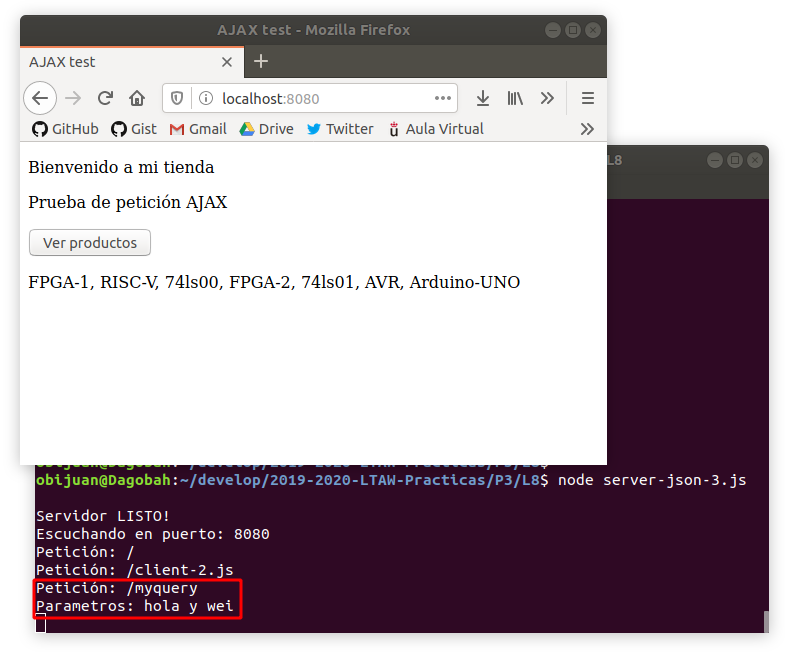 AJAX test - Mozilla Firefox
AJAX test
localhost:8080
GitHub Gist Gmail Drive Twitter Aula Virtual
Bienvenido a mi tienda
Prueba de petición AJAX
Ver productos
FPGA-1, RISC-V, 74ls00, FPGA-2, 74ls01, AVR, Arduino-UNO
L8
obijuan@Dagobah:~/develop/2019-2020-LTAW-Practicas/P3/L8$ node server-json-3.js
Servidor LISTO!
Escuchando en puerto: 8080
Petición: /
Petición: /client-2.js
Petición: /myquery
Parametros: hola y wei